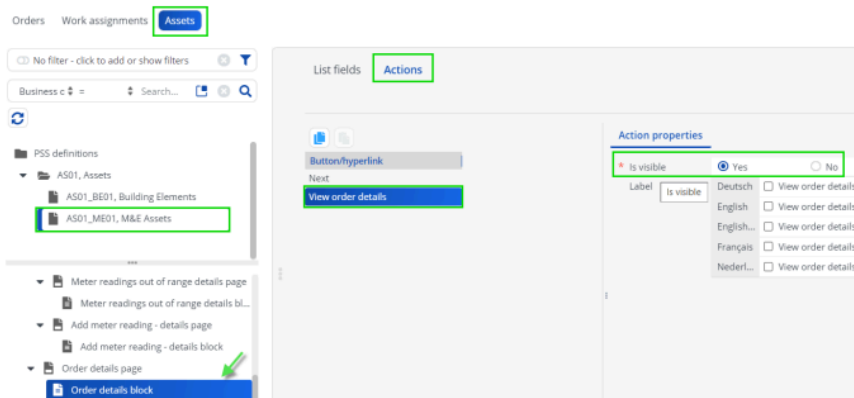 Orders Work assignments Assets
No filter - click to add or show filters
Business c = Search...
PSS definitions
AS01, Assets
AS01_BE01, Building Elements
AS01_ME01, M&E Assets
Meter readings out of range details page
Meter readings out of range details bl...
Add meter reading - details page
Add meter reading - details block
Order details page
Order details block
List fields Actions
Button/hyperlink
Next
View order details
Action properties
* Is visible Yes No
Label Is visible Deutsch View order details
English View order details
English... View order details
Français View order details
Nederl... View order details